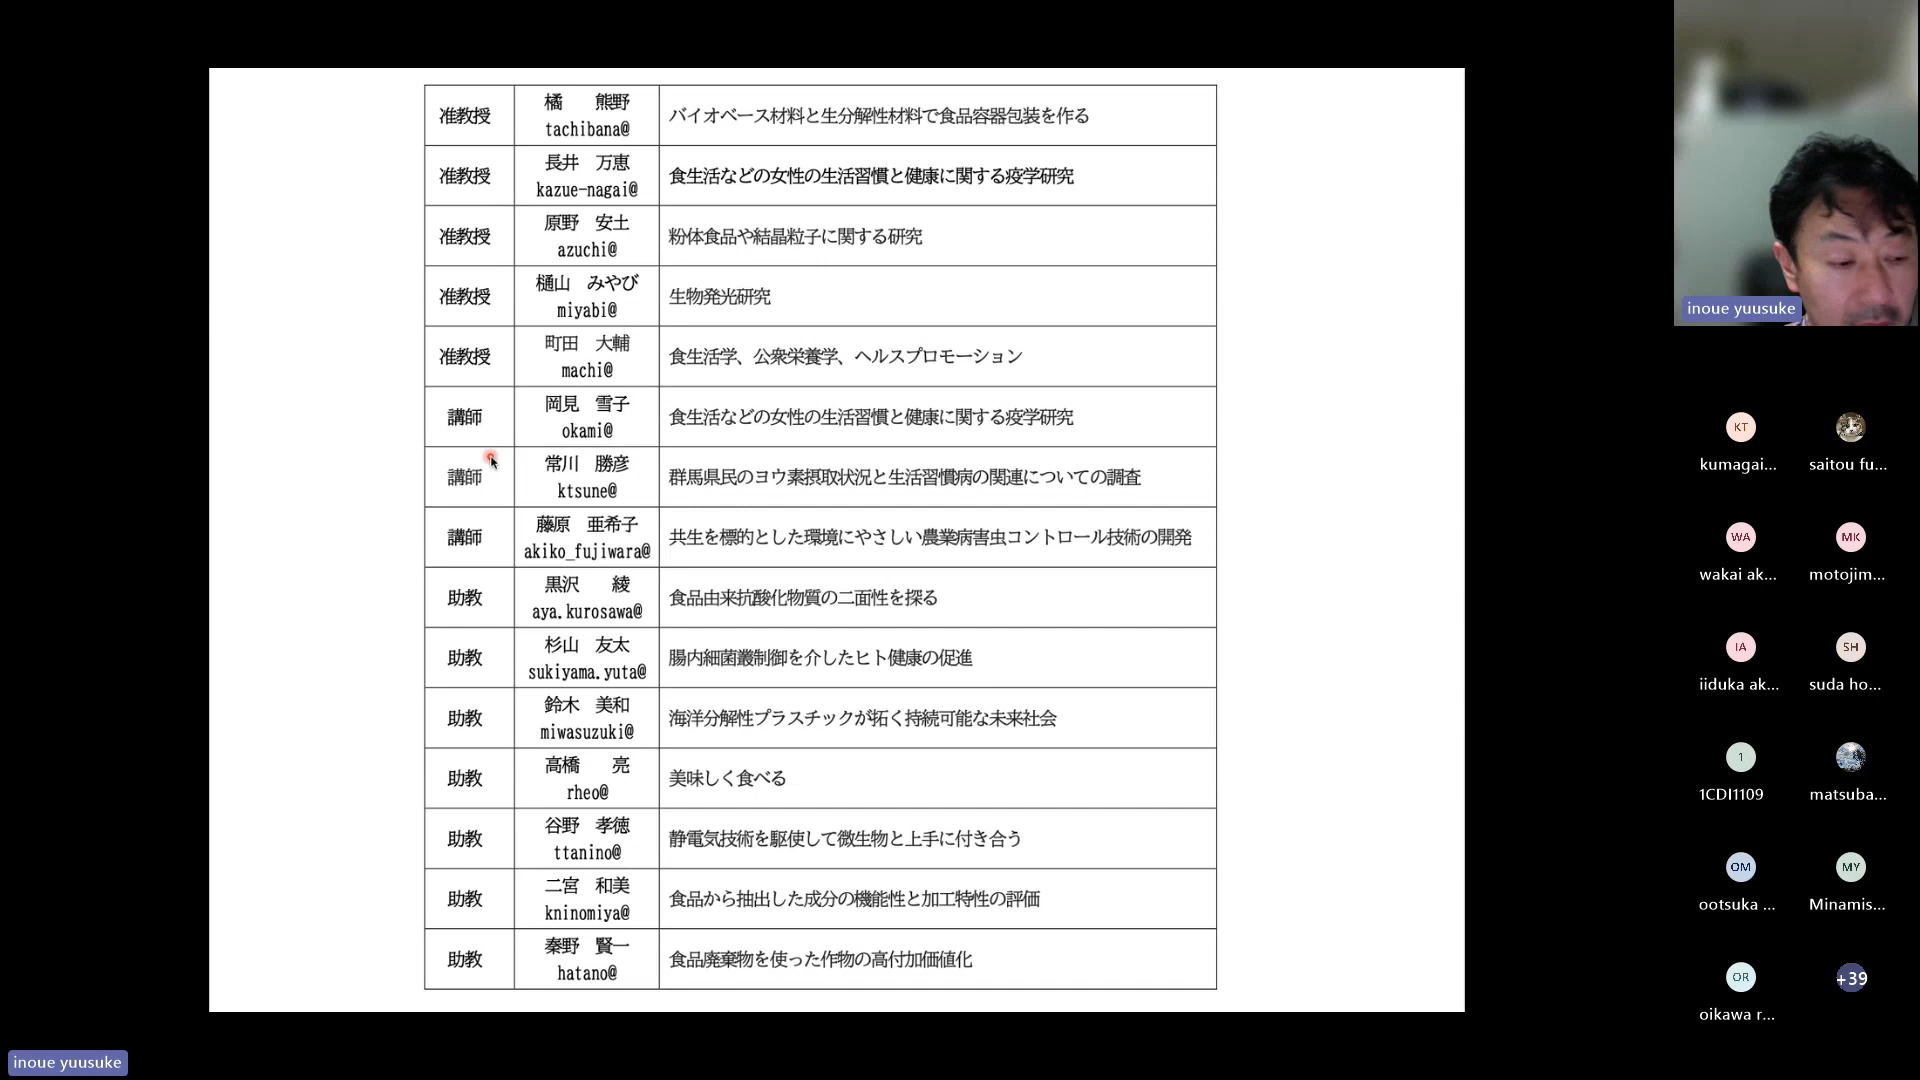 准教授
橘　　熊野
tachibana@
バイオベース材料と生分解性材料で食品容器包装を作る
准教授
長井　万恵
kazue-nagai@
食生活などの女性の生活習慣と健康に関する疫学研究
准教授
原野　安土
azuchi@
粉体食品や結晶粒子に関する研究
准教授
樋山　みやび
miyabi@
生物発光研究
准教授
町田　大輔
machi@
食生活学、公衆栄養学、ヘルスプロモーション
講師
岡見　雪子
okami@
食生活などの女性の生活習慣と健康に関する疫学研究
講師
常川　勝彦
ktsune@
群馬県民のヨウ素摂取状況と生活習慣病の関連についての調査
講師
藤原　亜希子
akiko_fujiwara@
共生を標的とした環境にやさしい農業病害虫コントロール技術の開発
助教
黒沢　　綾
aya.kurosawa@
食品由来抗酸化物質の二面性を探る
助教
杉山　友太
sukiyama.yuta@
腸内細菌叢制御を介したヒト健康の促進
助教
鈴木　美和
miwasuzuki@
海洋分解性プラスチックが拓く持続可能な未来社会
助教
高橋　　亮
rheo@
美味しく食べる
助教
谷野　孝徳
ttanino@
静電気技術を駆使して微生物と上手に付き合う
助教
二宮　和美
kninomiya@
食品から抽出した成分の機能性と加工特性の評価
助教
秦野　賢一
hatano@
食品廃棄物を使った作物の高付加価値化
inoue yuusuke
KT
kumagai...
saitou fu...
WA
wakai ak...
MK
motojim...
IA
iiduka ak...
SH
suda ho...
1
1CDI1109
matsuba...
OM
ootsuka ...
MY
Minamis...
OR
oikawa r...
+39
inoue yuusuke